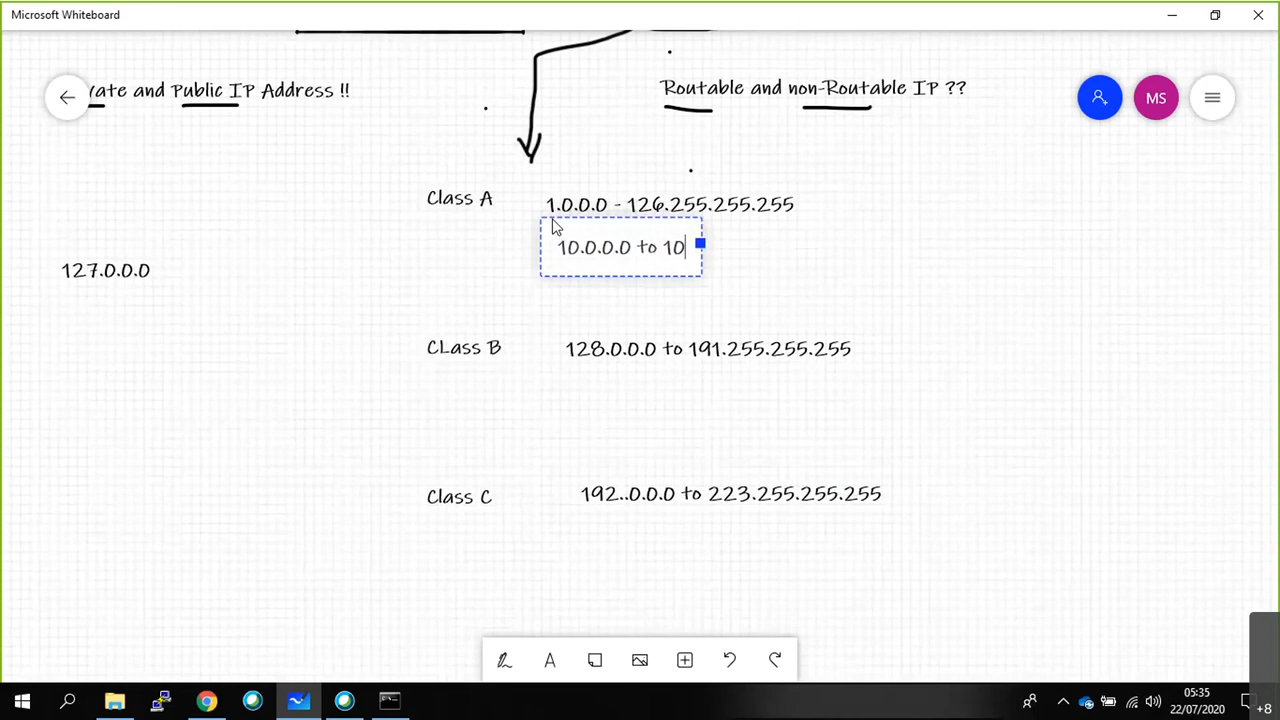 Microsoft Whiteboard
vate and Public IP Address !!
Routable and non-Routable IP ??
MS
Class A
1.0.0.0 - 126.255.255.255
10.0.0.0 to 10
127.0.0.0
CLass B
128.0.0.0 to 191.255.255.255
Class C
192..0.0.0 to 223.255.255.255
A
05:35
22/07/2020
+8